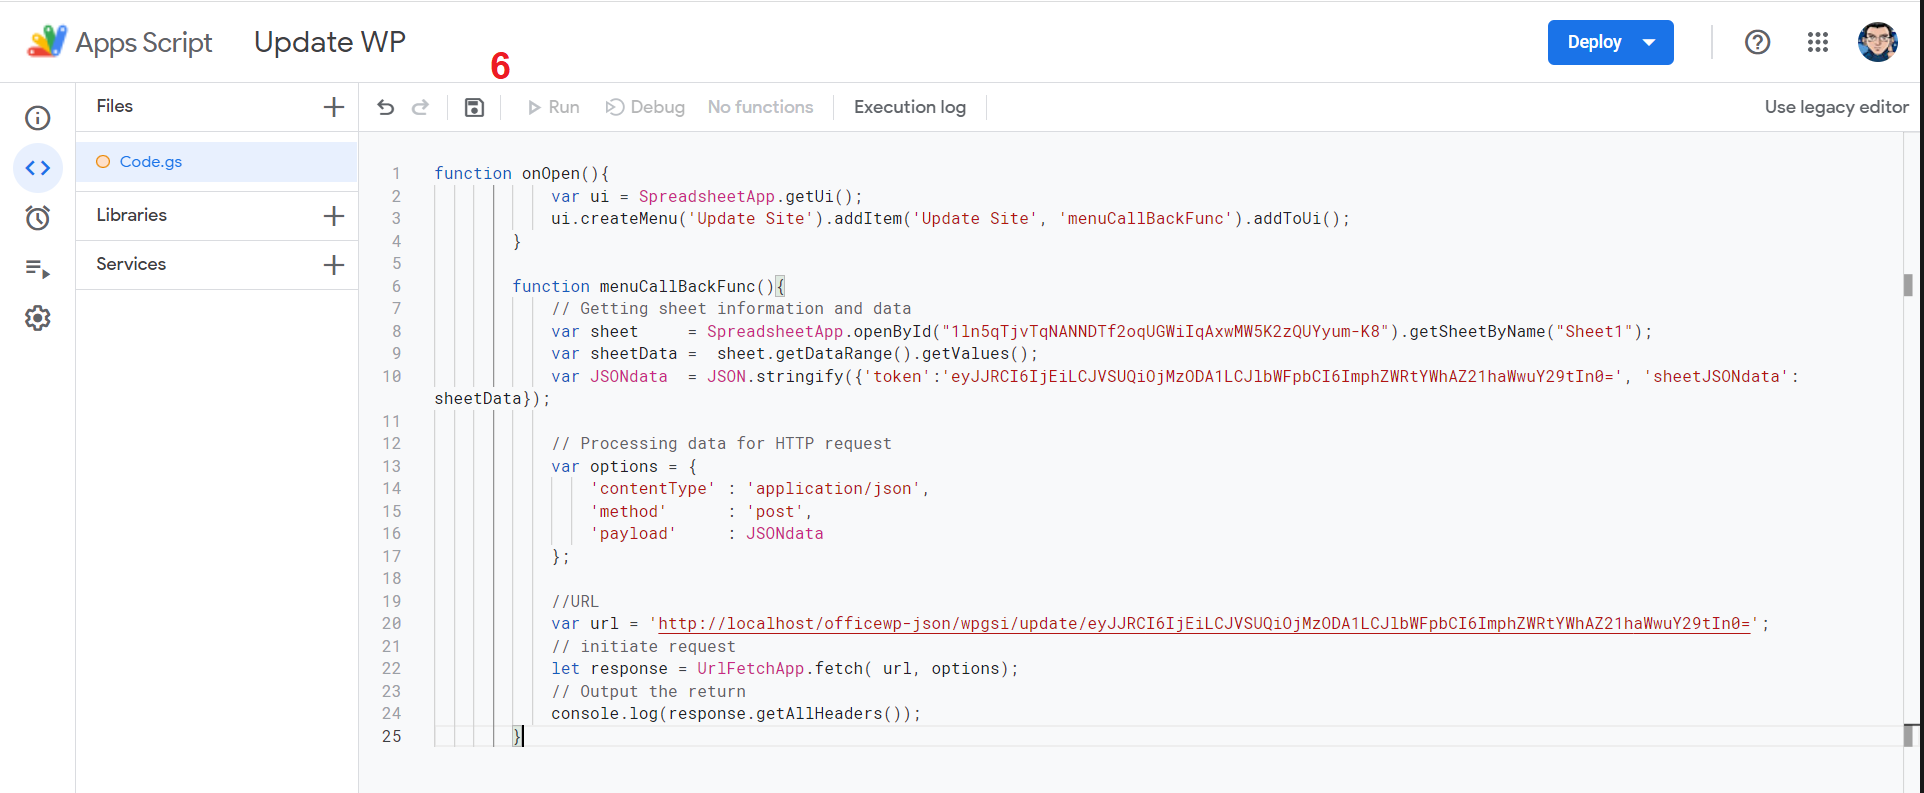 Apps Script Update WP Deploy
6
Files
Run Debug No functions Execution log Use legacy editor
Code.gs
Libraries
Services
1 function onOpen(){
2 var ui = SpreadsheetApp.getUi();
3 ui.createMenu('Update Site').addItem('Update Site', 'menuCallBackFunc').addToUi();
4 }
5
6 function menuCallBackFunc(){
7 // Getting sheet information and data
8 var sheet = SpreadsheetApp.openById("1ln5qTjvTqNANNDTf2oqUGWiIqAxwMW5K2zQUYyum-K8").getSheetByName("Sheet1");
9 var sheetData = sheet.getDataRange().getValues();
10 var JSONdata = JSON.stringify({'token':'eyJJRCI6IjEiLCJVSUQiOjMzODA1LCJlbWFpbCI6ImphZWRtYWhAZ21haWwuY29tIn0=', 'sheetJSONdata':
sheetData});
11
12 // Processing data for HTTP request
13 var options = {
14 'contentType' : 'application/json',
15 'method' : 'post',
16 'payload' : JSONdata
17 };
18
19 //URL
20 var url = 'http://localhost/officewp-json/wpgsi/update/eyJJRCI6IjEiLCJVSUQiOjMzODA1LCJlbWFpbCI6ImphZWRtYWhAZ21haWwuY29tIn0=';
21 // initiate request
22 let response = UrlFetchApp.fetch( url, options);
23 // Output the return
24 console.log(response.getAllHeaders());
25 }